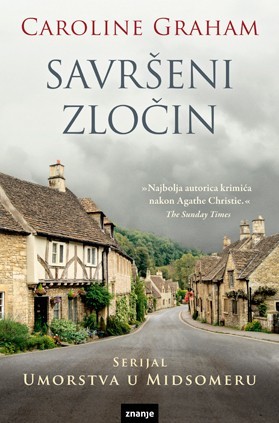 CAROLINE GRAHAM
SAVRŠENI
ZLOČIN
»Najbolja autorica krimića
nakon Agathe Christie.«
The Sunday Times
SERIJAL
UMORSTVA U MIDSOMERU
znanje